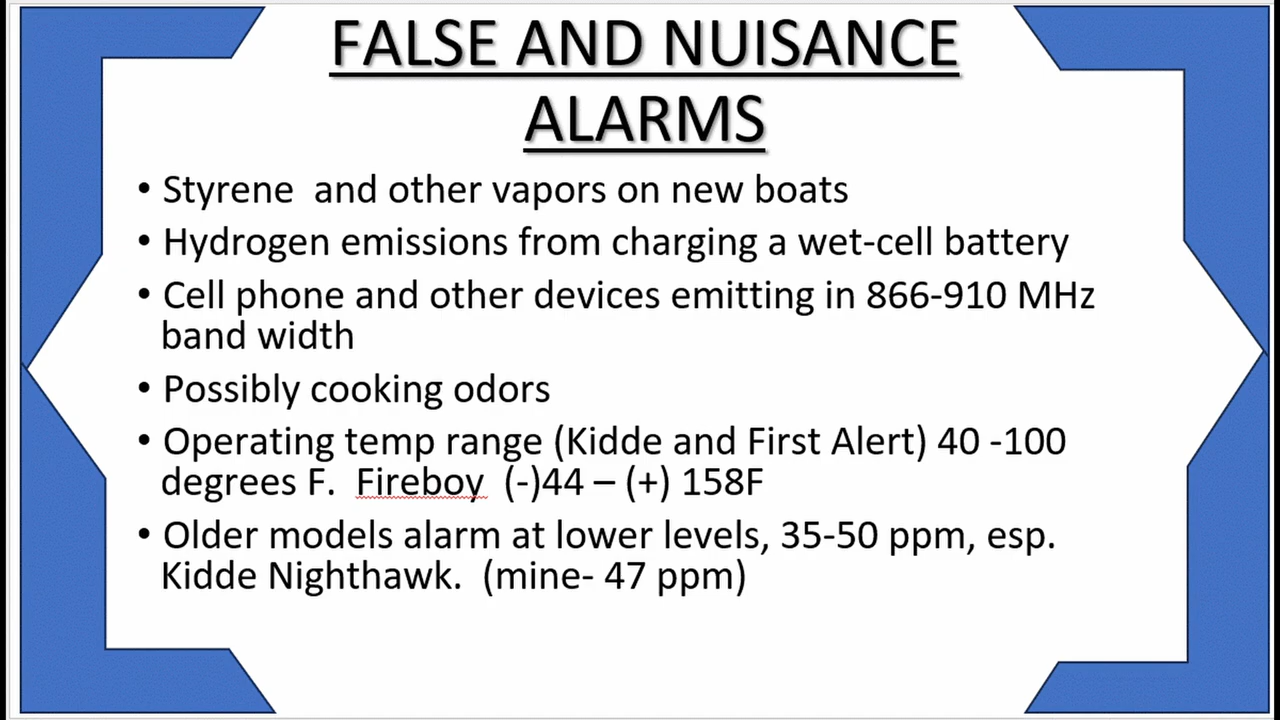 FALSE AND NUISANCE
ALARMS
• Styrene  and other vapors on new boats
• Hydrogen emissions from charging a wet-cell battery
• Cell phone and other devices emitting in 866-910 MHz
band width
• Possibly cooking odors
• Operating temp range (Kidde and First Alert) 40 -100
degrees F.  Fireboy  (-)44 – (+) 158F
• Older models alarm at lower levels, 35-50 ppm, esp.
Kidde Nighthawk.  (mine- 47 ppm)